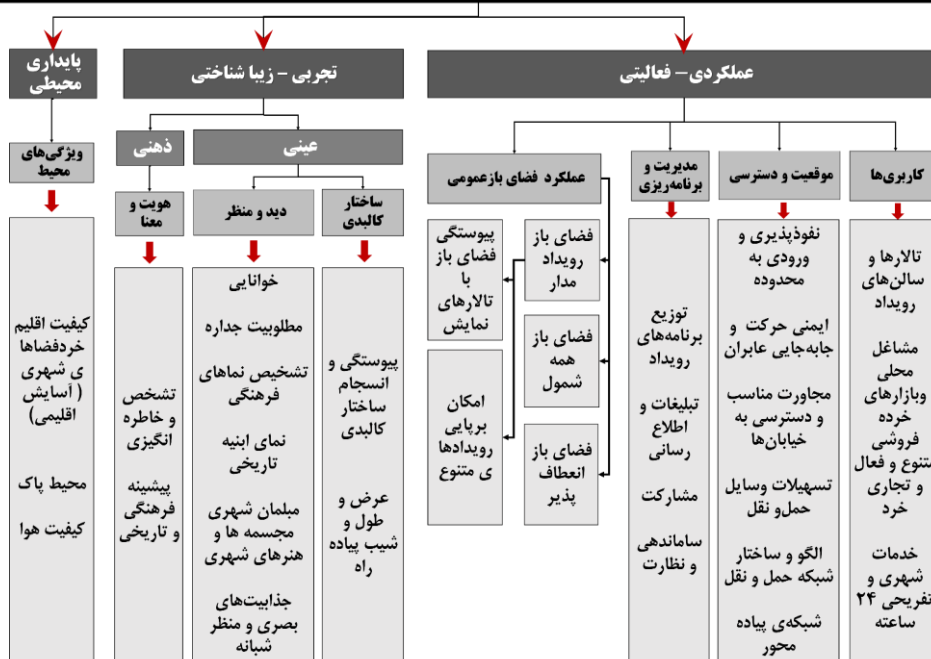 عملکردی- فعالیتی
تجربی - زیبا شناختی
پایداری
محیطی
عینی
ذهنی
کاربری‌ها
موقعیت و دسترسی
مدیریت و
برنامه‌ریزی
عملکرد فضای بازعمومی
ساختار
کالبدی
دید و منظر
هویت و
معنا
ویژگی‌های
محیط
تالارها و
سالن‌های
رویداد
مشاغل
محلی
وبازارهای
خرده
فروشی
متنوع و فعال
و تجاری
خرد
خدمات
شهری و
تفریحی ۲۴
ساعته
نفوذپذیری و
ورودی به
محدوده
ایمنی حرکت و
جابه‌جایی عابران
مجاورت مناسب
و دسترسی به
خیابان‌ها
تسهیلات وسایل
حمل‌و نقل
الگو و ساختار
شبکه حمل و نقل
شبکه‌ی پیاده
محور
توزیع
برنامه‌های
رویداد
تبلیغات و
اطلاع
رسانی
مشارکت
ساماندهی
و نظارت
فضای باز
رویداد
مدار
فضای باز
همه
شمول
فضای باز
انعطاف
پذیر
پیوستگی
فضای باز
با
تالارهای
نمایش
امکان
برپایی
رویدادها
ی متنوع
پیوستگی و
انسجام
ساختار
کالبدی
عرض و
طول و
شیب پیاده
راه
خوانایی
مطلوبیت جداره
تشخیص نماهای
فرهنگی
نمای ابنیه
تاریخی
مبلمان شهری
مجسمه ها و
هنرهای شهری
جذابیت‌های
بصری و منظر
شبانه
تشخص
و خاطره
انگیزی
پیشینه
فرهنگی
و تاریخی
کیفیت اقلیم
خردفضاها
ی شهری
( آسایش
اقلیمی)
محیط پاک
کیفیت هوا